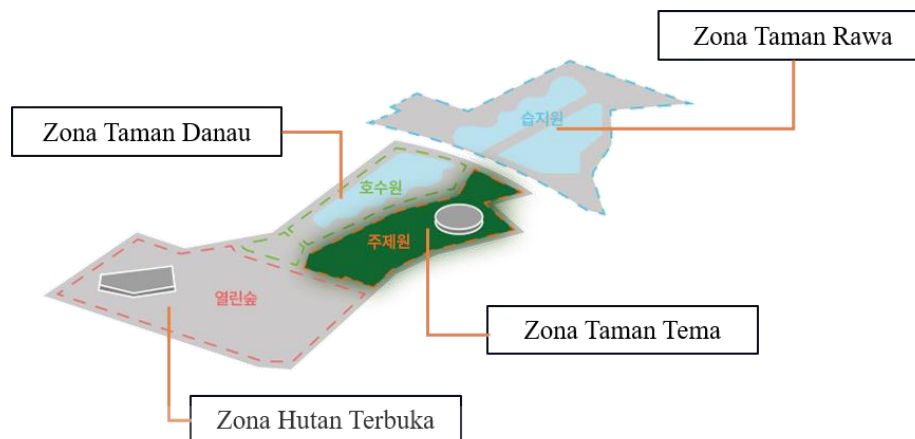 Zona Taman Rawa
습지원
Zona Taman Danau
호수원
주제원
열린숲
Zona Taman Tema
Zona Hutan Terbuka